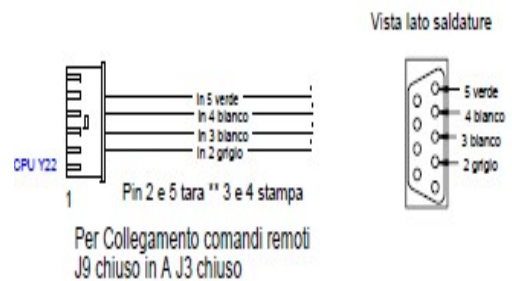 Vista lato saldature
In 5 verde
In 4 bianco
In 3 bianco
In 2 grigio
CPU Y22
1
Pin 2 e 5 tara ** 3 e 4 stampa
Per Collegamento comandi remoti
J9 chiuso in A J3 chiuso
5 verde
4 bianco
3 bianco
2 grigio